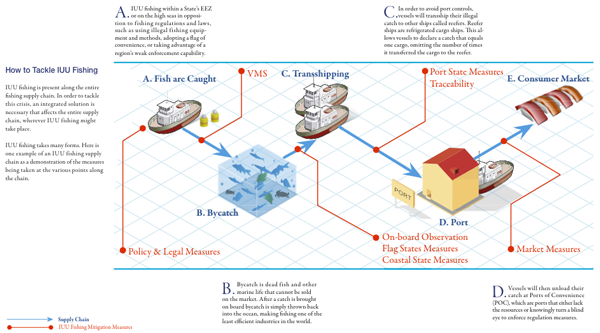 A. IUU fishing within a State's EEZ
or on the high seas in opposi-
tion to fishing regulations and laws,
such as using illegal fishing equip-
ment and methods, adopting a flag of
convenience, or taking advantage of a
region's weak enforcement capability.
C. In order to avoid port controls,
vessels will tranship their illegal
catch to other ships called reefers. Reefer
ships are refrigerated cargo ships. This al-
lows vessels to declare a catch that equals
one cargo, omitting the number of times
it transferred the cargo to the reefer.
How to Tackle IUU Fishing
IUU fishing is present along the entire
fishing supply chain. In order to tackle
this crisis, an integrated solution is
necessary that affects the entire supply
chain, wherever IUU fishing might
take place.
IUU fishing takes many forms. Here is
one example of an IUU fishing supply
chain as a demonstration of the measures
being taken at the various points along
the chain.
A. Fish are Caught
VMS
C. Transshipping
Port State Measures
Traceability
E. Consumer Market
B. Bycatch
PORT
D. Port
Policy & Legal Measures
On-board Observation
Flag States Measures
Coastal State Measures
Market Measures
B. Bycatch is dead fish and other
marine life that cannot be sold
on the market. After a catch is brought
on board bycatch is simply thrown back
into the ocean, making fishing one of the
least efficient industries in the world.
D. Vessels will then unload their
catch at Ports of Convenience
(POC), which are ports that either lack
the resources or knowingly turn a blind
eye to enforce regulation measures.
Supply Chain
IUU Fishing Mitigation Measures